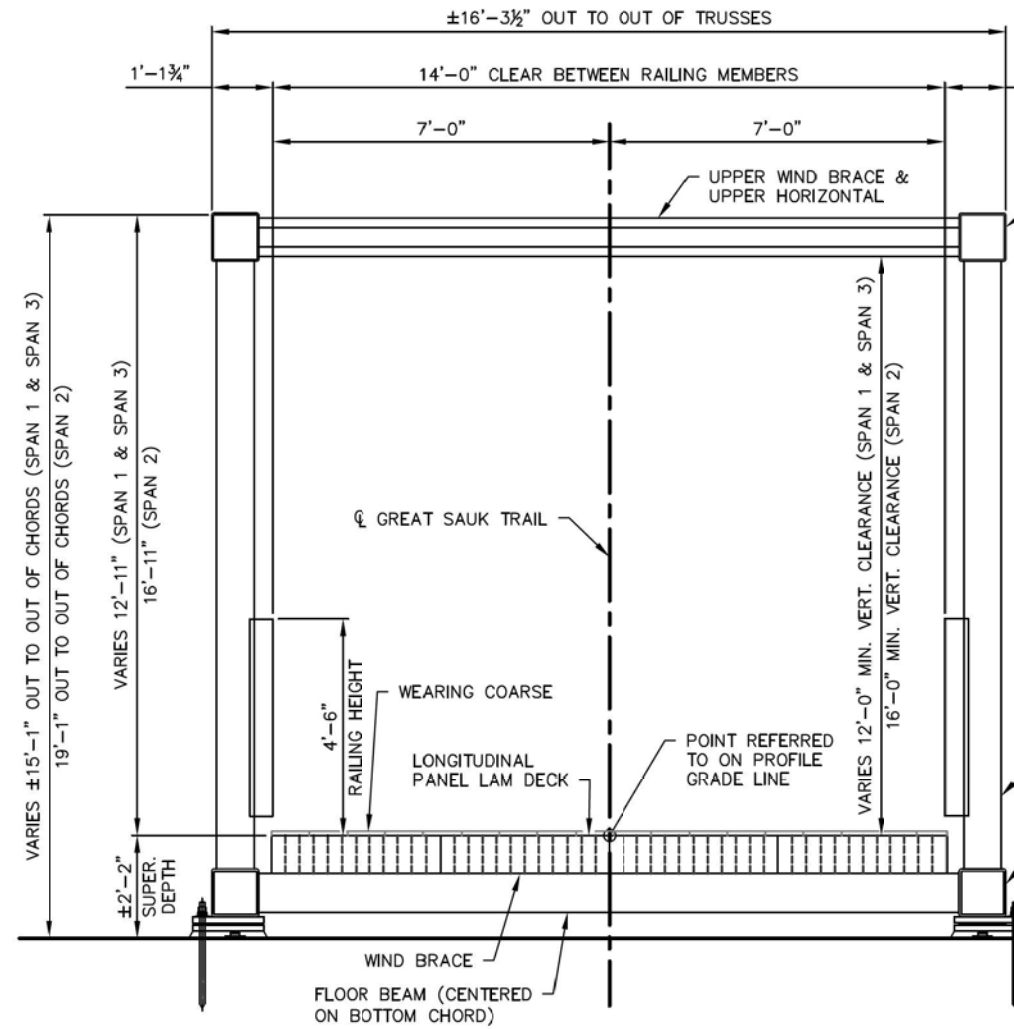 ±16'-3½" OUT TO OUT OF TRUSSES
1'-1¾"
14'-0" CLEAR BETWEEN RAILING MEMBERS
7'-0"
7'-0"
UPPER WIND BRACE &
UPPER HORIZONTAL
VARIES ±15'-1" OUT TO OUT OF CHORDS (SPAN 1 & SPAN 3)
19'-1" OUT TO OUT OF CHORDS (SPAN 2)
VARIES 12'-11" (SPAN 1 & SPAN 3)
16'-11" (SPAN 2)
VARIES 12'-0" MIN. VERT. CLEARANCE (SPAN 1 & SPAN 3)
16'-0" MIN. VERT. CLEARANCE (SPAN 2)
℄ GREAT SAUK TRAIL
4'-6"
RAILING HEIGHT
WEARING COARSE
LONGITUDINAL
PANEL LAM DECK
POINT REFERRED
TO ON PROFILE
GRADE LINE
±2'-2"
SUPER.
DEPTH
WIND BRACE
FLOOR BEAM (CENTERED
ON BOTTOM CHORD)